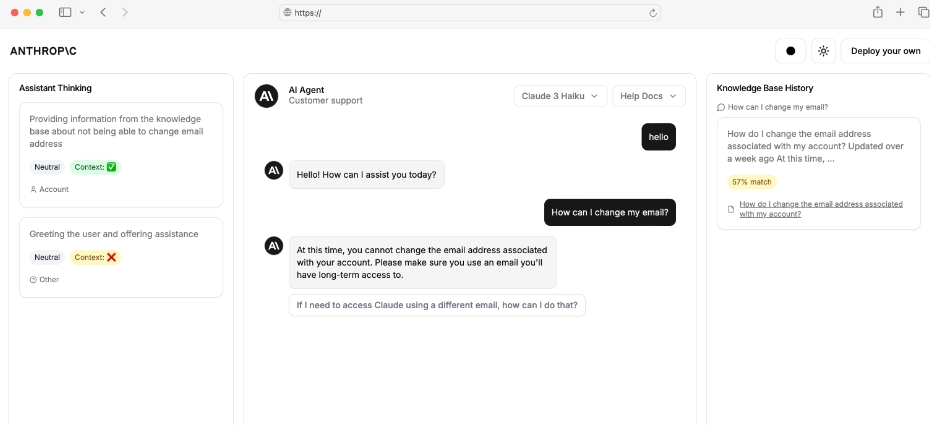 https://
ANTHROP\C
Deploy your own
Assistant Thinking
Providing information from the knowledge
base about not being able to change email
address
Neutral
Context: ✅
Account
Greeting the user and offering assistance
Neutral
Context: ❌
Other
A\
AI Agent
Customer support
Claude 3 Haiku
Help Docs
hello
A\
Hello! How can I assist you today?
How can I change my email?
A\
At this time, you cannot change the email address associated
with your account. Please make sure you use an email you'll
have long-term access to.
If I need to access Claude using a different email, how can I do that?
Knowledge Base History
How can I change my email?
How do I change the email address
associated with my account? Updated over
a week ago At this time, ...
57% match
How do I change the email address associated
with my account?